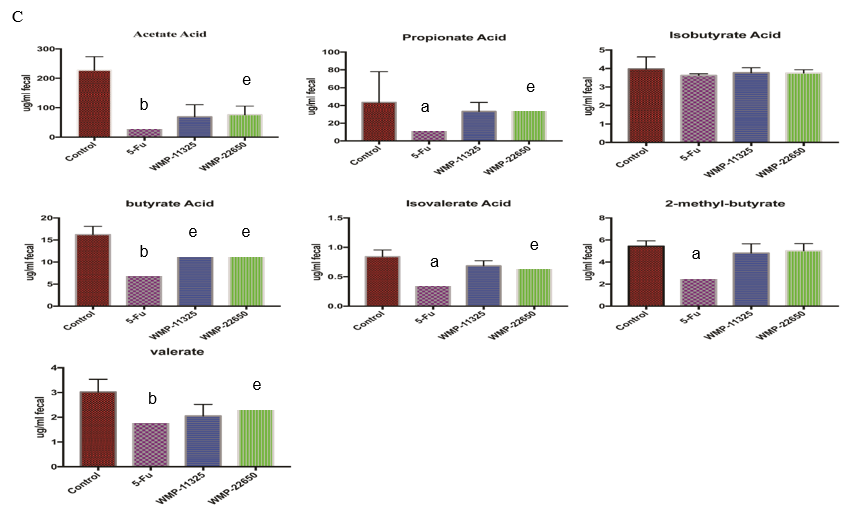 C
Acetate Acid
ug/ml fecal
300
200
100
0
b
e
Control
5-Fu
WMP-11325
WMP-22650
Propionate Acid
ug/ml fecal
100
80
60
40
20
0
a
e
Control
5-Fu
WMP-11325
WMP-22650
Isobutyrate Acid
ug/ml fecal
5
4
3
2
1
0
Control
5-Fu
WMP-11325
WMP-22650
butyrate Acid
ug/ml fecal
20
15
10
5
0
b
e
e
Control
5-Fu
WMP-11325
WMP-22650
Isovalerate Acid
ug/ml fecal
1.5
1.0
0.5
0.0
a
e
Control
5-Fu
WMP-11325
WMP-22650
2-methyl-butyrate
ug/ml fecal
8
6
4
2
0
a
Control
5-Fu
WMP-11325
WMP-22650
valerate
ug/ml fecal
4
3
2
1
0
b
e
Control
5-Fu
WMP-11325
WMP-22650